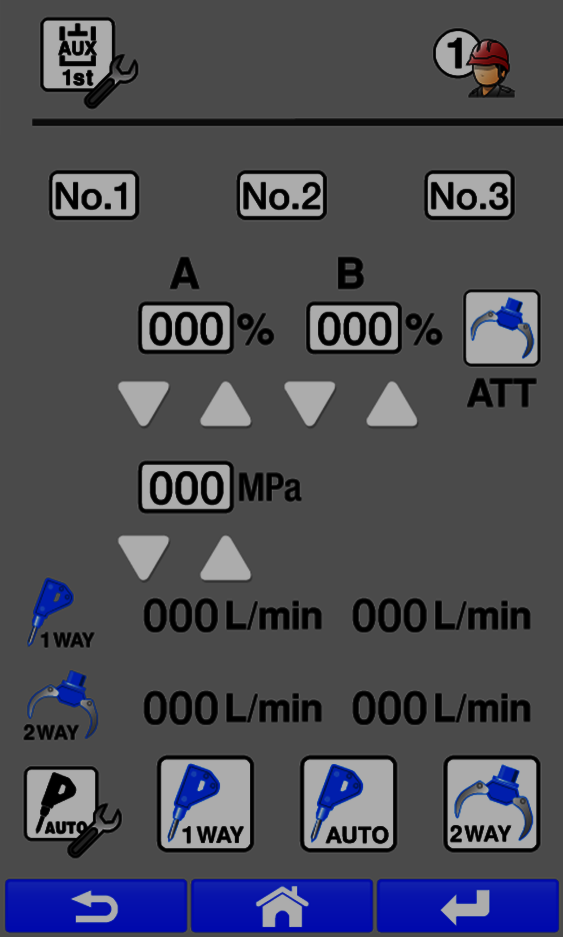 AUX
1st
1
No.1 No.2 No.3
A B
000 % 000 %
ATT
000 MPa
1WAY 000 L/min 000 L/min
2WAY 000 L/min 000 L/min
AUTO 1WAY AUTO 2WAY